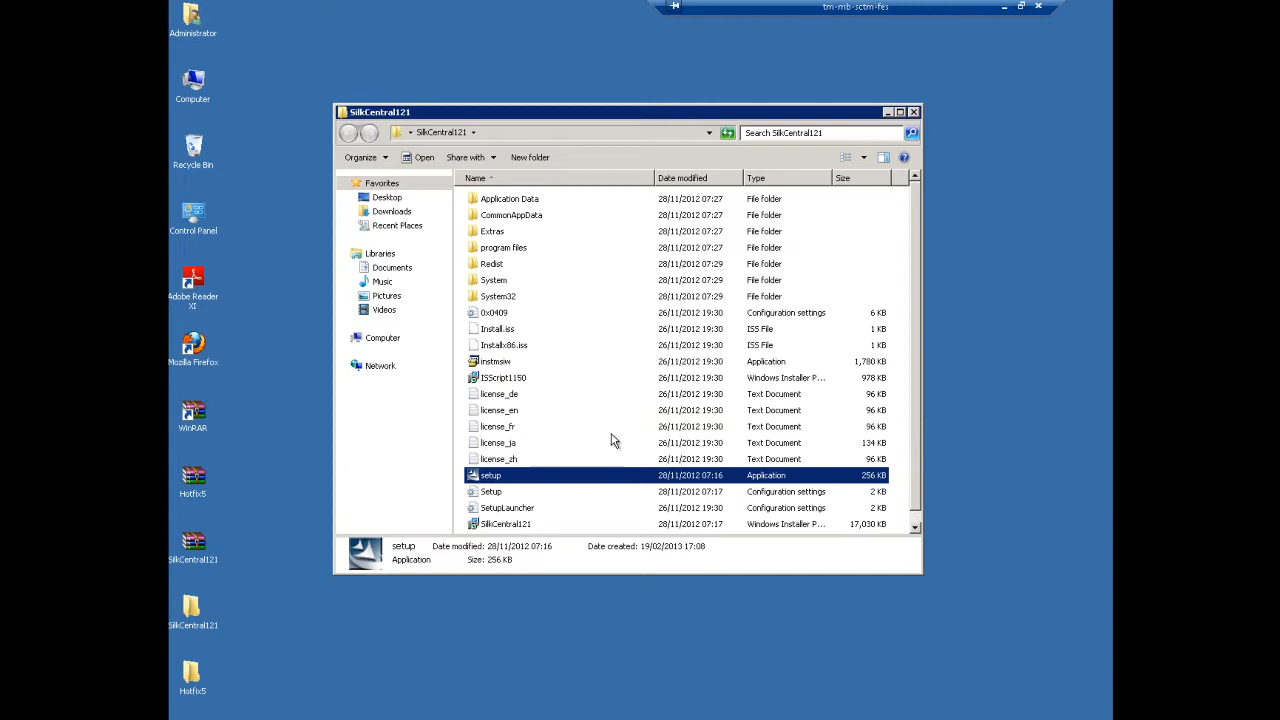 tm-mb-sctm-fes
Administrator
Computer
Recycle Bin
Control Panel
Adobe Reader
XI
Mozilla Firefox
WinRAR
Hotfix5
SilkCentral121
SilkCentral121
Hotfix5
SilkCentral121
SilkCentral121
Search SilkCentral121
Organize Open Share with New folder
Favorites
Desktop
Downloads
Recent Places
Libraries
Documents
Music
Pictures
Videos
Computer
Network
Name Date modified Type Size
Application Data 28/11/2012 07:27 File folder
CommonAppData 28/11/2012 07:27 File folder
Extras 28/11/2012 07:27 File folder
program files 28/11/2012 07:27 File folder
Redist 28/11/2012 07:29 File folder
System 28/11/2012 07:29 File folder
System32 28/11/2012 07:29 File folder
0x0409 26/11/2012 19:30 Configuration settings 6 KB
Install.iss 26/11/2012 19:30 ISS File 1 KB
Installx86.iss 26/11/2012 19:30 ISS File 1 KB
instmsiw 26/11/2012 19:30 Application 1,780 KB
ISScript1150 26/11/2012 19:30 Windows Installer P... 978 KB
license_de 26/11/2012 19:30 Text Document 96 KB
license_en 26/11/2012 19:30 Text Document 96 KB
license_fr 26/11/2012 19:30 Text Document 96 KB
license_ja 26/11/2012 19:30 Text Document 134 KB
license_zh 26/11/2012 19:30 Text Document 96 KB
setup 28/11/2012 07:16 Application 256 KB
Setup 28/11/2012 07:17 Configuration settings 2 KB
SetupLauncher 26/11/2012 19:30 Configuration settings 2 KB
SilkCentral121 28/11/2012 07:17 Windows Installer P... 17,030 KB
setup Date modified: 28/11/2012 07:16 Date created: 19/02/2013 17:08
Application Size: 256 KB